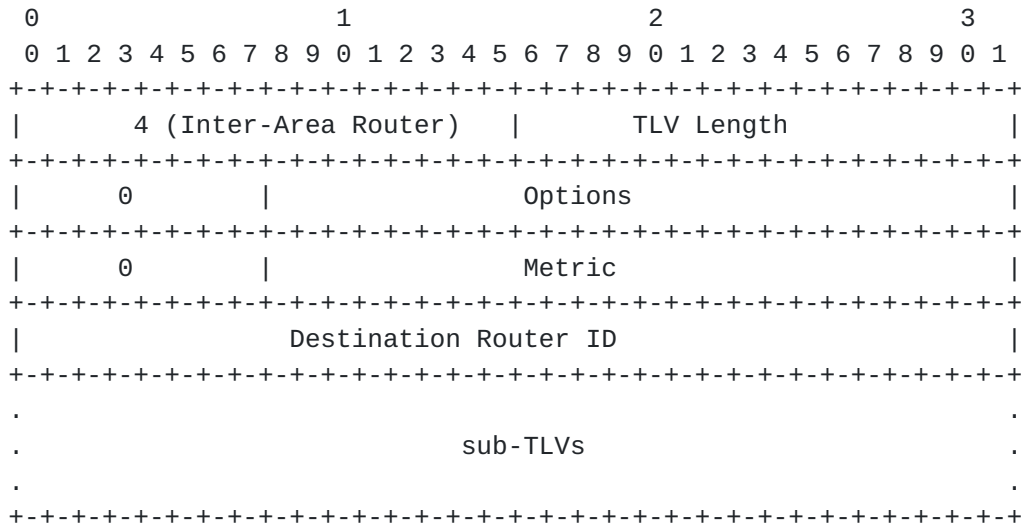 0                   1                   2                   3
 0 1 2 3 4 5 6 7 8 9 0 1 2 3 4 5 6 7 8 9 0 1 2 3 4 5 6 7 8 9 0 1
+-+-+-+-+-+-+-+-+-+-+-+-+-+-+-+-+-+-+-+-+-+-+-+-+-+-+-+-+-+-+-+-+
|       4 (Inter-Area Router)   |       TLV Length              |
+-+-+-+-+-+-+-+-+-+-+-+-+-+-+-+-+-+-+-+-+-+-+-+-+-+-+-+-+-+-+-+-+
|      0        |                Options                        |
+-+-+-+-+-+-+-+-+-+-+-+-+-+-+-+-+-+-+-+-+-+-+-+-+-+-+-+-+-+-+-+-+
|      0        |                Metric                         |
+-+-+-+-+-+-+-+-+-+-+-+-+-+-+-+-+-+-+-+-+-+-+-+-+-+-+-+-+-+-+-+-+
|                 Destination Router ID                         |
+-+-+-+-+-+-+-+-+-+-+-+-+-+-+-+-+-+-+-+-+-+-+-+-+-+-+-+-+-+-+-+-+
.                                                               .
.                            sub-TLVs                           .
.                                                               .
+-+-+-+-+-+-+-+-+-+-+-+-+-+-+-+-+-+-+-+-+-+-+-+-+-+-+-+-+-+-+-+-+